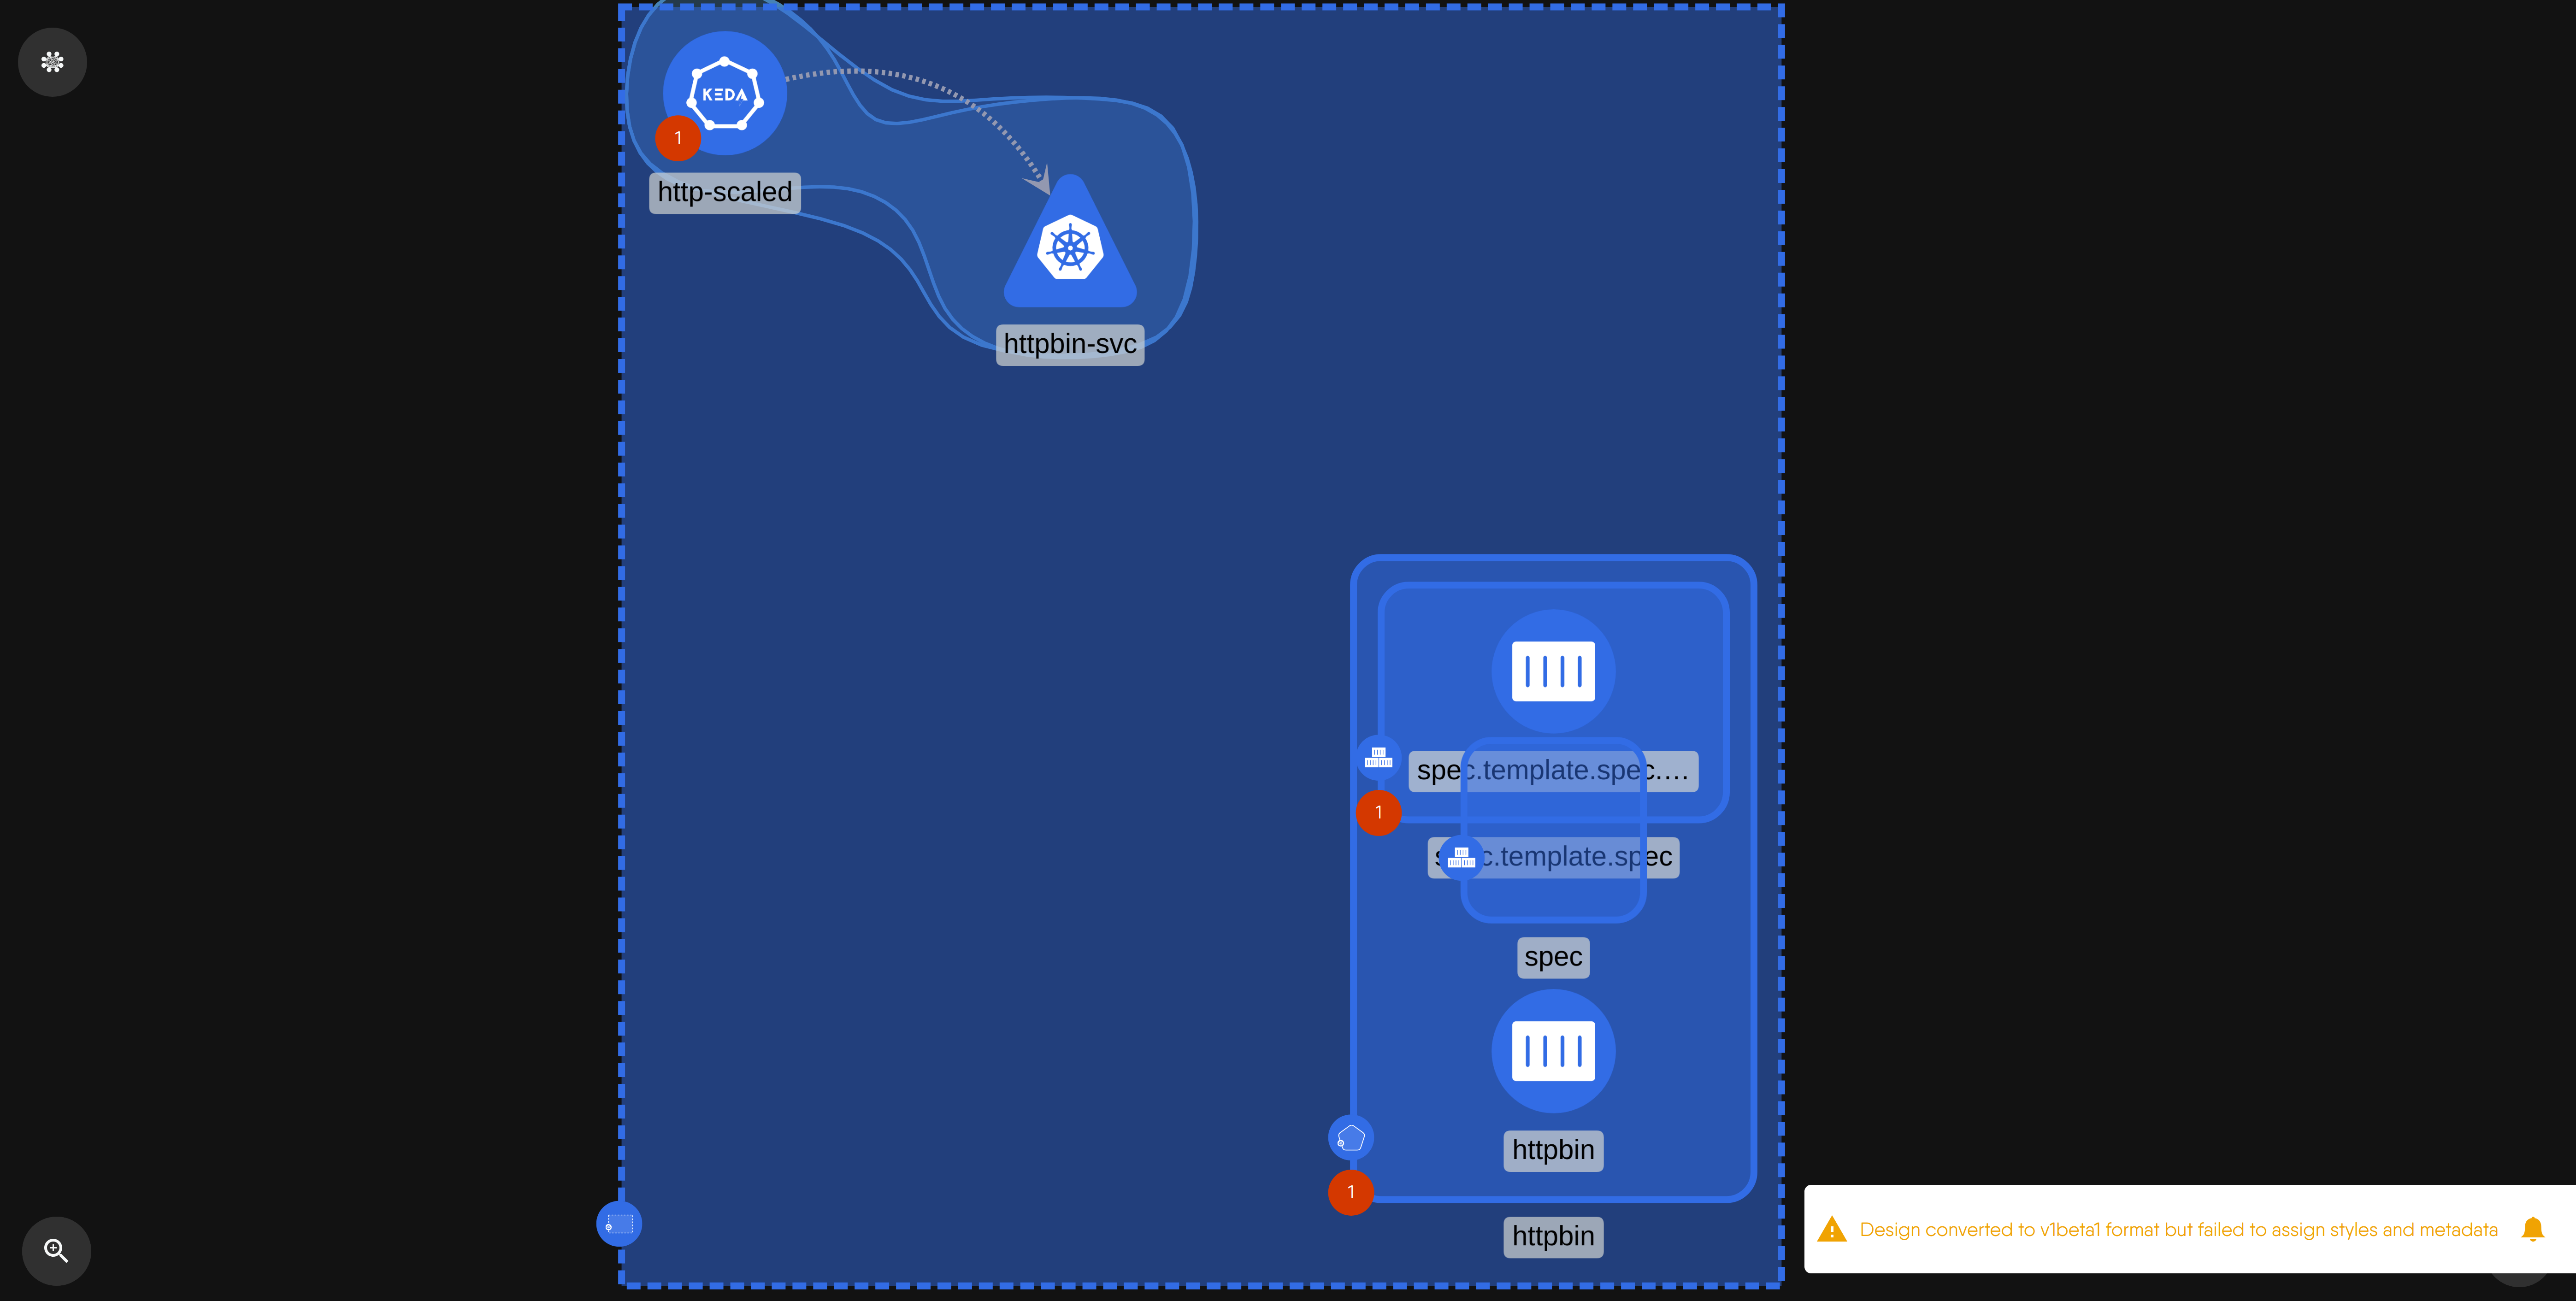 KEDA
1
http-scaled
httpbin-svc
spec.template.spec....
1
spec.template.spec
spec
httpbin
1
httpbin
Design converted to v1beta1 format but failed to assign styles and metadata